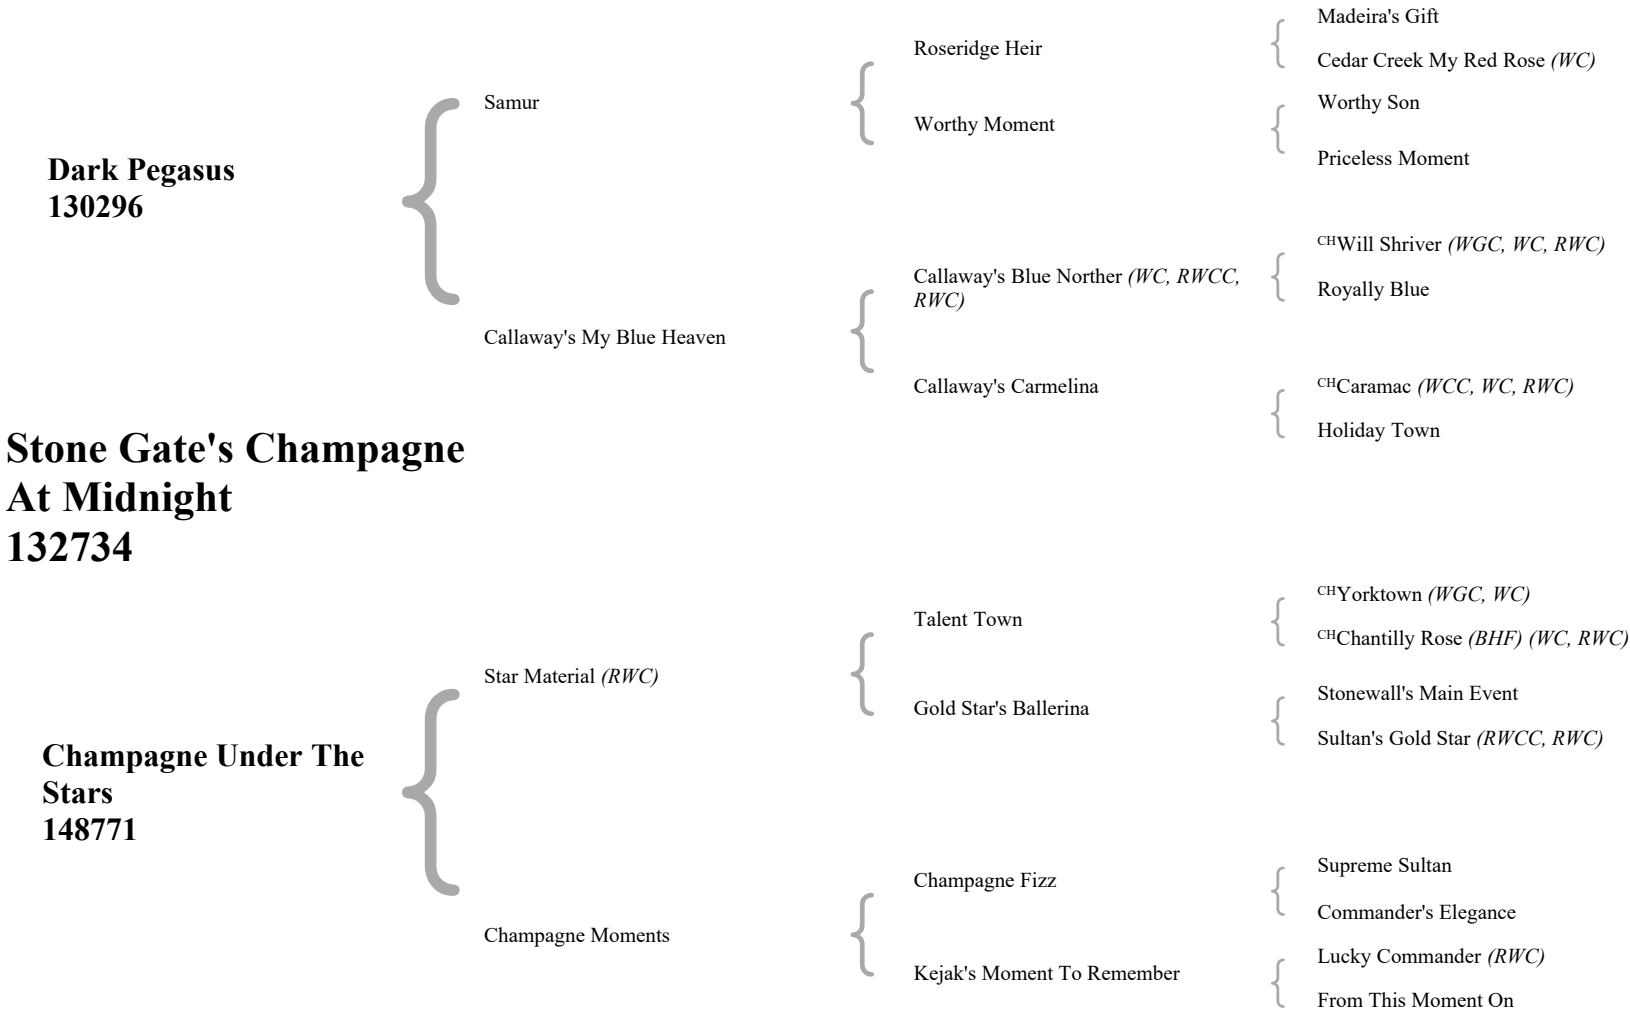 Madeira's Gift
Roseridge Heir
Cedar Creek My Red Rose (WC)
Samur
Worthy Son
Worthy Moment
Priceless Moment
Dark Pegasus
130296
CHWill Shriver (WGC, WC, RWC)
Callaway's Blue Norther (WC, RWCC,
RWC)
Royally Blue
Callaway's My Blue Heaven
Callaway's Carmelina
CHCaramac (WCC, WC, RWC)
Holiday Town
Stone Gate's Champagne
At Midnight
132734
CHYorktown (WGC, WC)
Talent Town
CHChantilly Rose (BHF) (WC, RWC)
Star Material (RWC)
Stonewall's Main Event
Gold Star's Ballerina
Sultan's Gold Star (RWCC, RWC)
Champagne Under The
Stars
148771
Supreme Sultan
Champagne Fizz
Commander's Elegance
Champagne Moments
Lucky Commander (RWC)
Kejak's Moment To Remember
From This Moment On